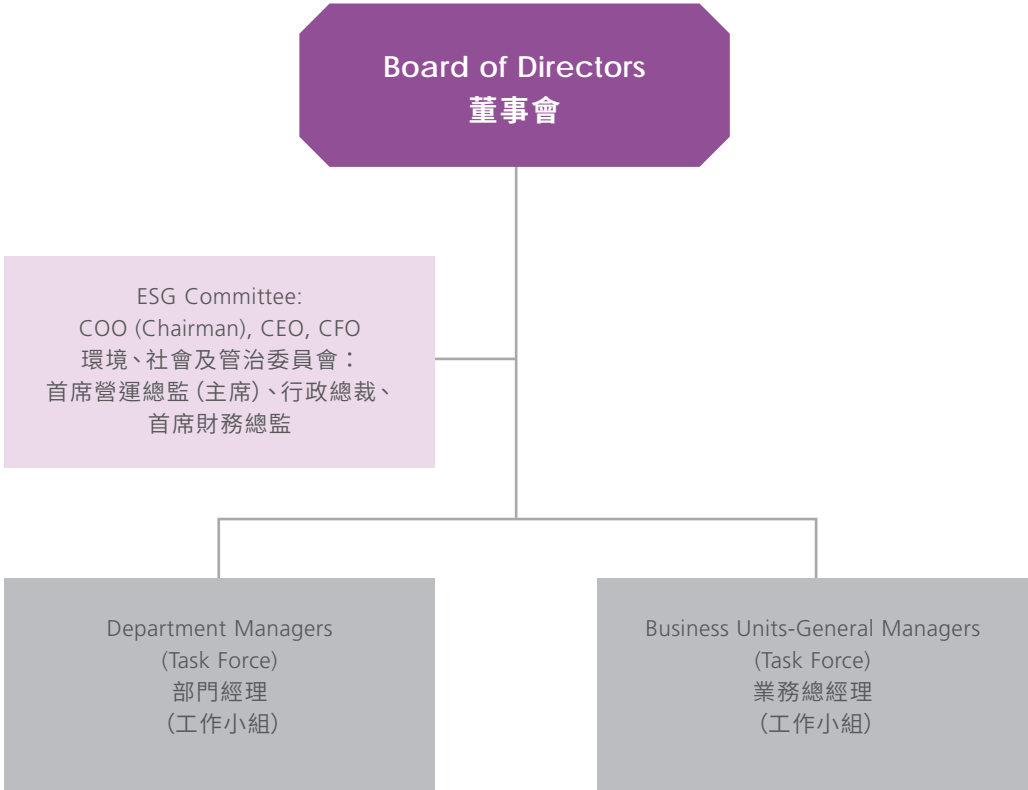 Board of Directors
董事會
ESG Committee:
COO (Chairman), CEO, CFO
環境、社會及管治委員會：
首席營運總監（主席）、行政總裁、
首席財務總監
Department Managers
(Task Force)
部門經理
（工作小組）
Business Units-General Managers
(Task Force)
業務總經理
（工作小組）